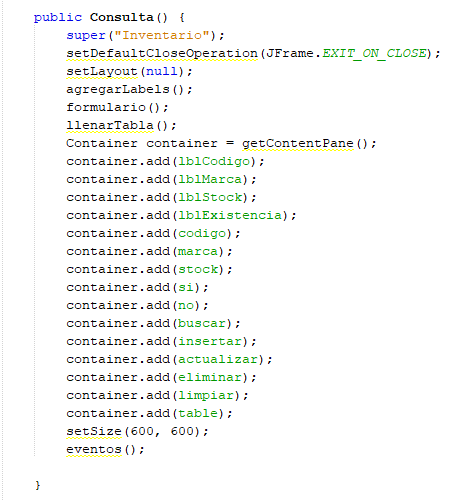 public Consulta() {
super("Inventario");
setDefaultCloseOperation(JFrame.EXIT_ON_CLOSE);
setLayout(null);
agregarLabels();
formulario();
llenarTabla();
Container container = getContentPane();
container.add(lblCodigo);
container.add(lblMarca);
container.add(lblStock);
container.add(lblExistencia);
container.add(codigo);
container.add(marca);
container.add(stock);
container.add(si);
container.add(no);
container.add(buscar);
container.add(insertar);
container.add(actualizar);
container.add(eliminar);
container.add(limpiar);
container.add(table);
setSize(600, 600);
eventos();
}